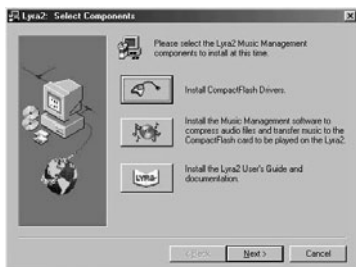 Lyra2: Select Components
Please select the Lyra2 Music Management
components to install at this time.
Install CompactFlash Drivers.
Install the Music Management software to
compress audio files and transfer music to the
CompactFlash card to be played on the Lyra2.
LYRA
Install the Lyra2 User's Guide and
documentation.
< Back
Next >
Cancel